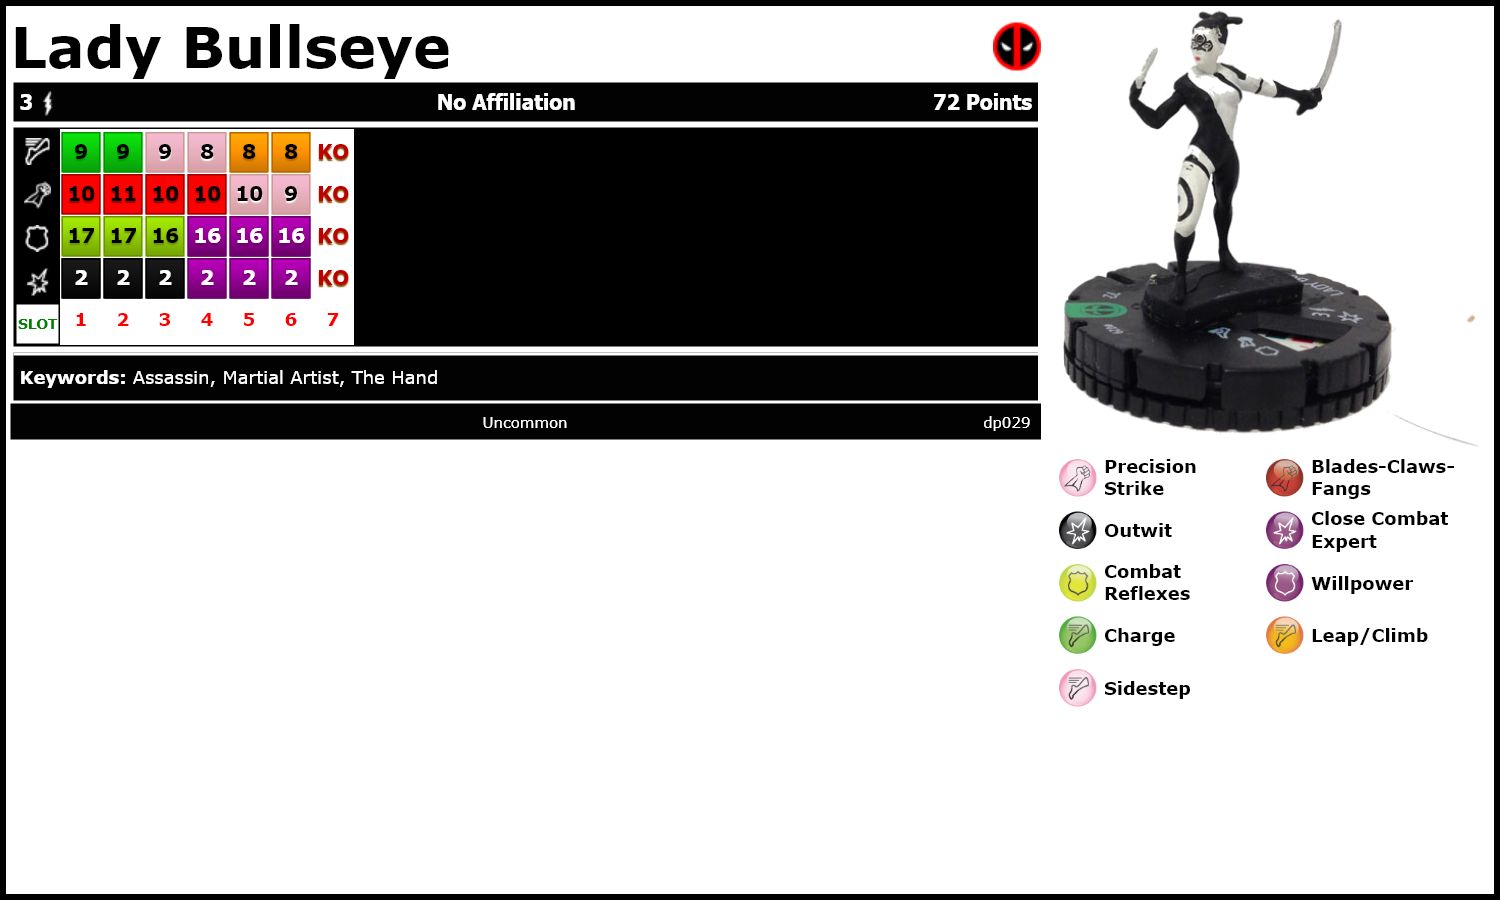 Lady Bullseye
3 No Affiliation 72 Points
9 9 9 8 8 8 KO
10 11 10 10 10 9 KO
17 17 16 16 16 16 KO
2 2 2 2 2 2 KO
SLOT 1 2 3 4 5 6 7
Keywords: Assassin, Martial Artist, The Hand
Uncommon dp029
Precision
Strike
Blades-Claws-
Fangs
Outwit
Close Combat
Expert
Combat
Reflexes
Willpower
Charge
Leap/Climb
Sidestep